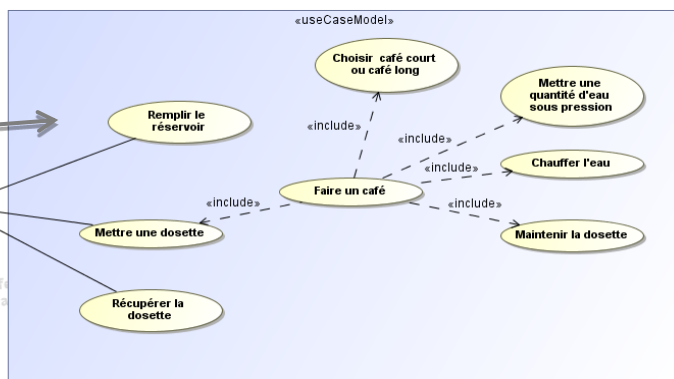 «useCaseModel»
Choisir café court
ou café long
Mettre une
quantité d'eau
sous pression
Remplir le
réservoir
«include»
«include»
Chauffer l'eau
«include»
Faire un café
«include»
«include»
Mettre une dosette
Maintenir la dosette
Récupérer la
dosette